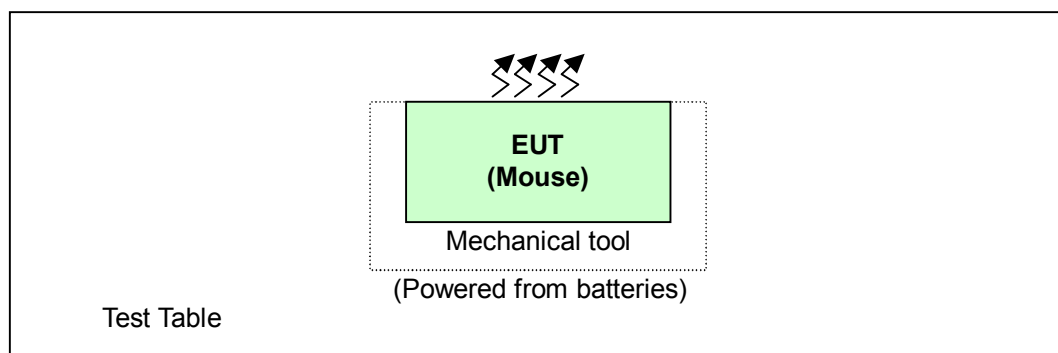 EUT
(Mouse)
Mechanical tool
(Powered from batteries)
Test Table